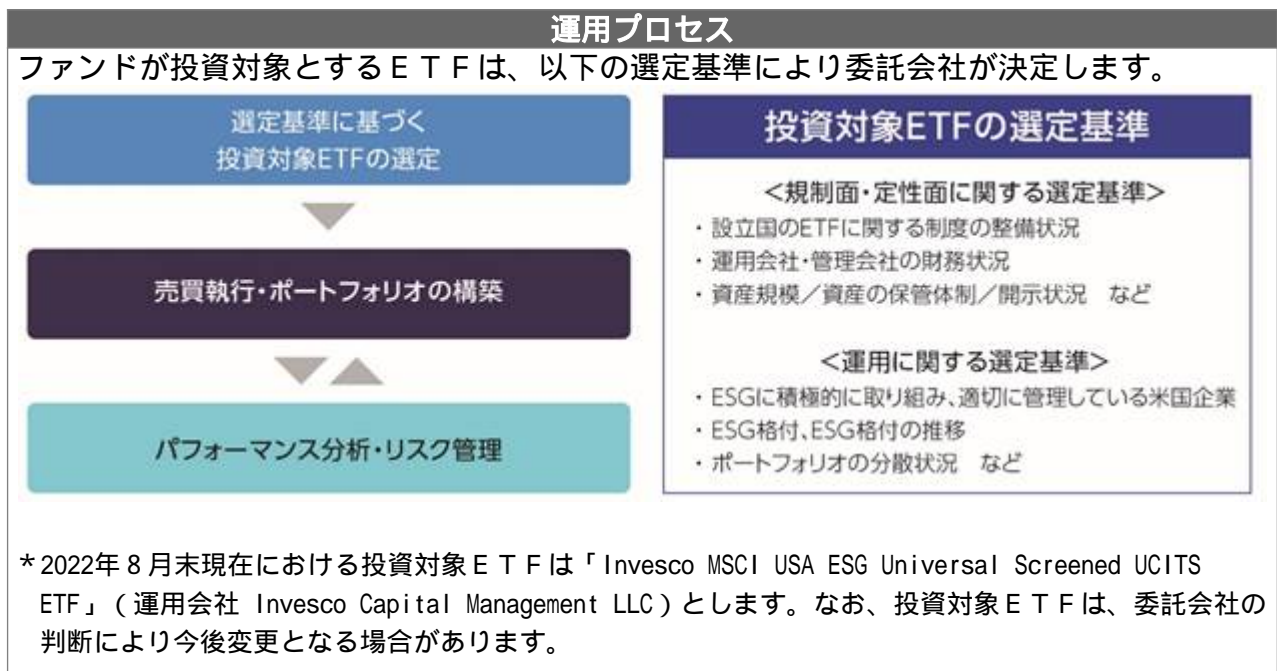 運用プロセス
ファンドが投資対象とするＥＴＦは、以下の選定基準により委託会社が決定します。
選定基準に基づく
投資対象ETFの選定
売買執行・ポートフォリオの構築
パフォーマンス分析・リスク管理
投資対象ETFの選定基準
＜規制面・定性面に関する選定基準＞
・設立国のETFに関する制度の整備状況
・運用会社・管理会社の財務状況
・資産規模／資産の保管体制／開示状況　など
＜運用に関する選定基準＞
・ESGに積極的に取り組み、適切に管理している米国企業
・ESG格付、ESG格付の推移
・ポートフォリオの分散状況　など
＊2022年８月末現在における投資対象ＥＴＦは「Invesco MSCI USA ESG Universal Screened UCITS
ETF」（運用会社 Invesco Capital Management LLC）とします。なお、投資対象ＥＴＦは、委託会社の
判断により今後変更となる場合があります。